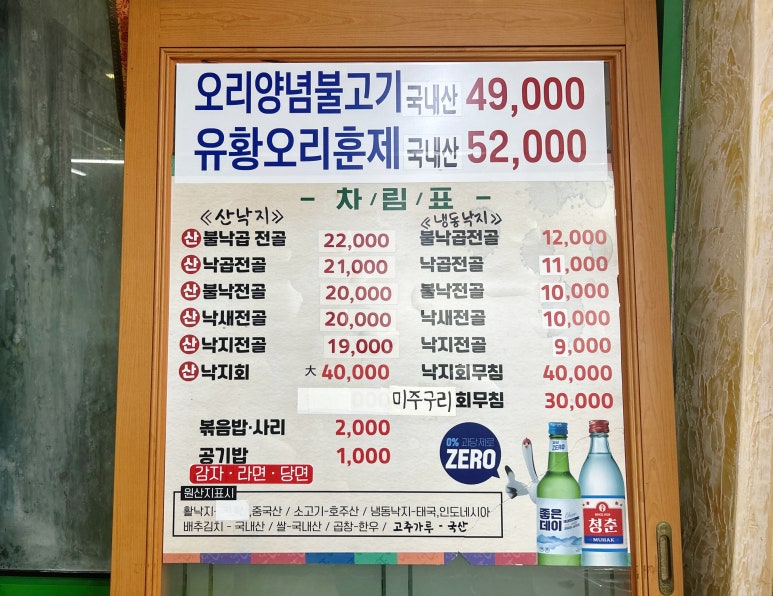 오리양념불고기 국내산 49,000
유황오리훈제 국내산 52,000
- 차/림/표 -
≪산낙지≫
산 불낙곱 전골 22,000
산 낙곱전골 21,000
산 불낙전골 20,000
산 낙새전골 20,000
산 낙지전골 19,000
산 낙지회 大 40,000
≪냉동낙지≫
불낙곱전골 12,000
낙곱전골 11,000
불낙전골 10,000
낙새전골 10,000
낙지전골 9,000
낙지회무침 40,000
미주구리 회무침 30,000
볶음밥·사리 2,000
공기밥 1,000
감자·라면·당면
0% 과당제로
ZERO
좋은
데이
청춘
MUHAK
원산지표시
활낙지- ,중국산 / 소고기-호주산 / 냉동낙지-태국,인도네시아
배추김치 - 국내산 / 쌀-국내산 / 곱창-한우 / 고추가루 - 국산